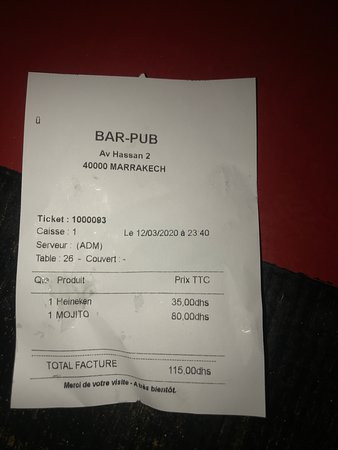 ü
BAR-PUB
Av Hassan 2
40000 MARRAKECH
Ticket : 1000093
Caisse : 1 Le 12/03/2020 à 23:40
Serveur : (ADM)
Table : 26 - Couvert : -
Qte Produit Prix TTC
1 Heineken 35,00dhs
1 MOJITO 80,00dhs
TOTAL FACTURE 115,00dhs
Merci de votre visite - A très bientôt.